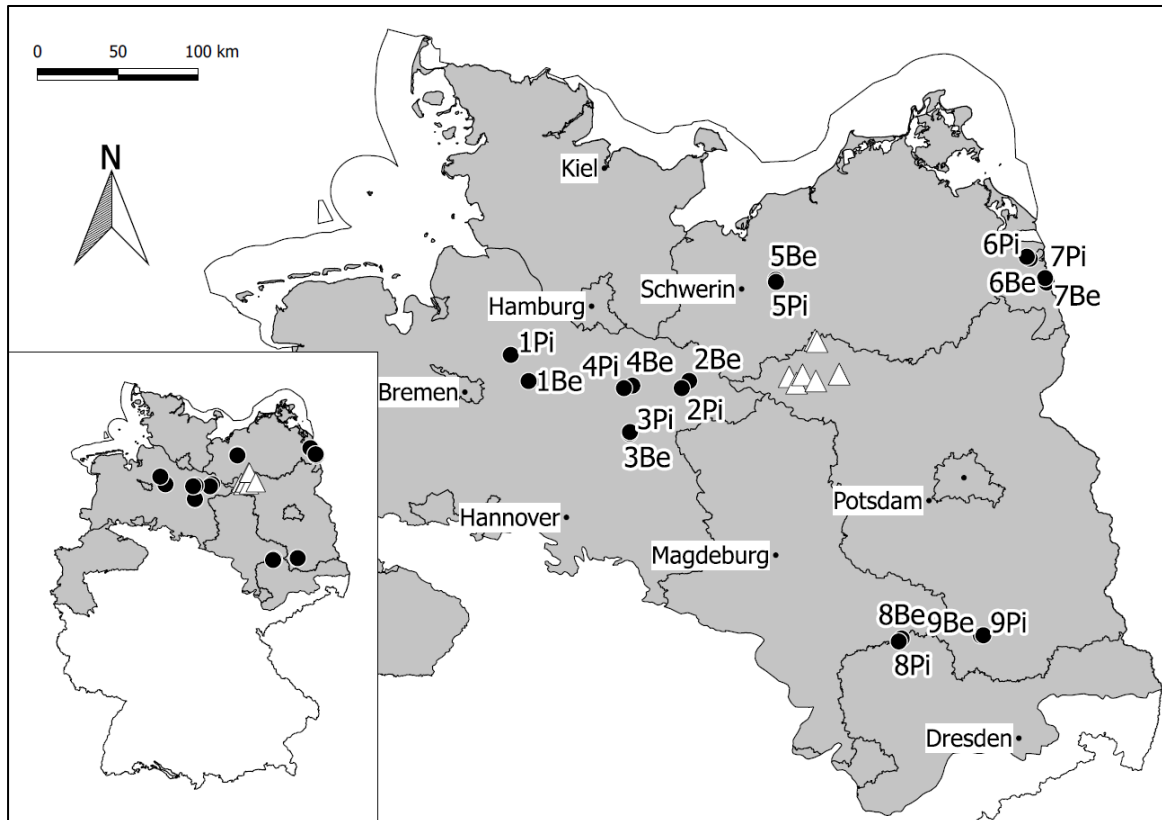 0 50 100 km
N
Kiel
6Pi
7Pi
5Be
6Be
Schwerin
7Be
Hamburg
5Pi
1Pi
4Pi
4Be
2Be
Bremen
1Be
2Pi
3Pi
3Be
Potsdam
Hannover
Magdeburg
8Be
9Be
9Pi
8Pi
Dresden